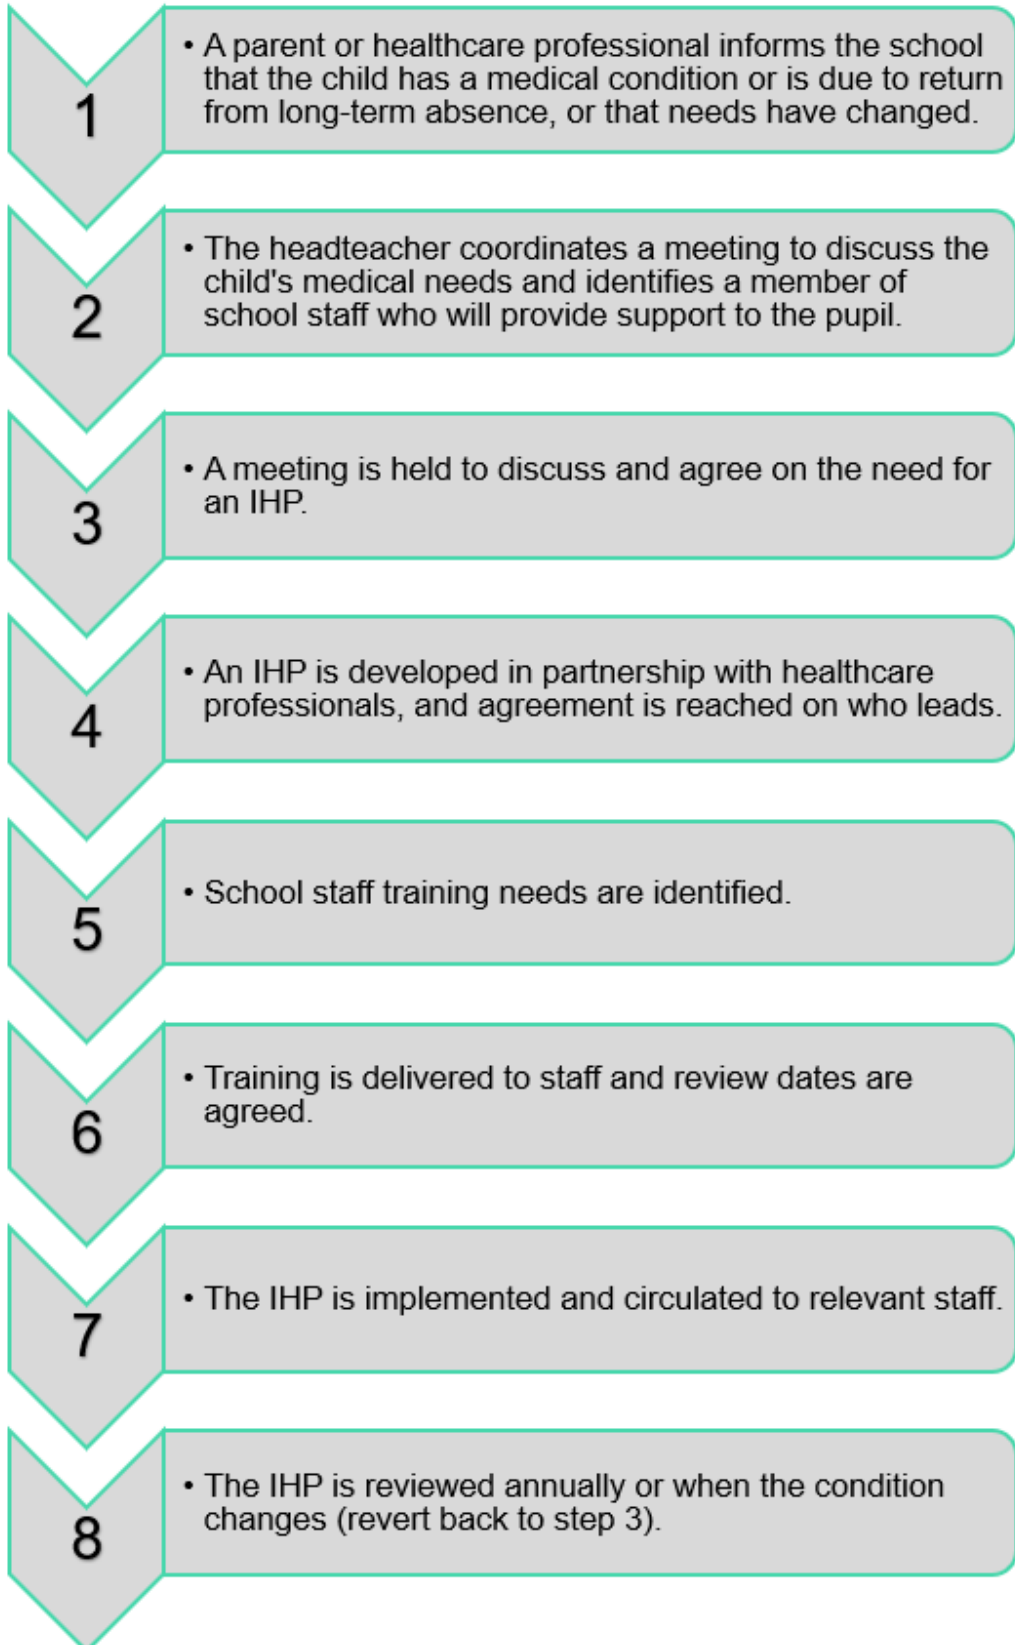 1
• A parent or healthcare professional informs the school
that the child has a medical condition or is due to return
from long-term absence, or that needs have changed.
2
• The headteacher coordinates a meeting to discuss the
child's medical needs and identifies a member of
school staff who will provide support to the pupil.
3
• A meeting is held to discuss and agree on the need for
an IHP.
4
• An IHP is developed in partnership with healthcare
professionals, and agreement is reached on who leads.
5
• School staff training needs are identified.
6
• Training is delivered to staff and review dates are
agreed.
7
• The IHP is implemented and circulated to relevant staff.
8
• The IHP is reviewed annually or when the condition
changes (revert back to step 3).